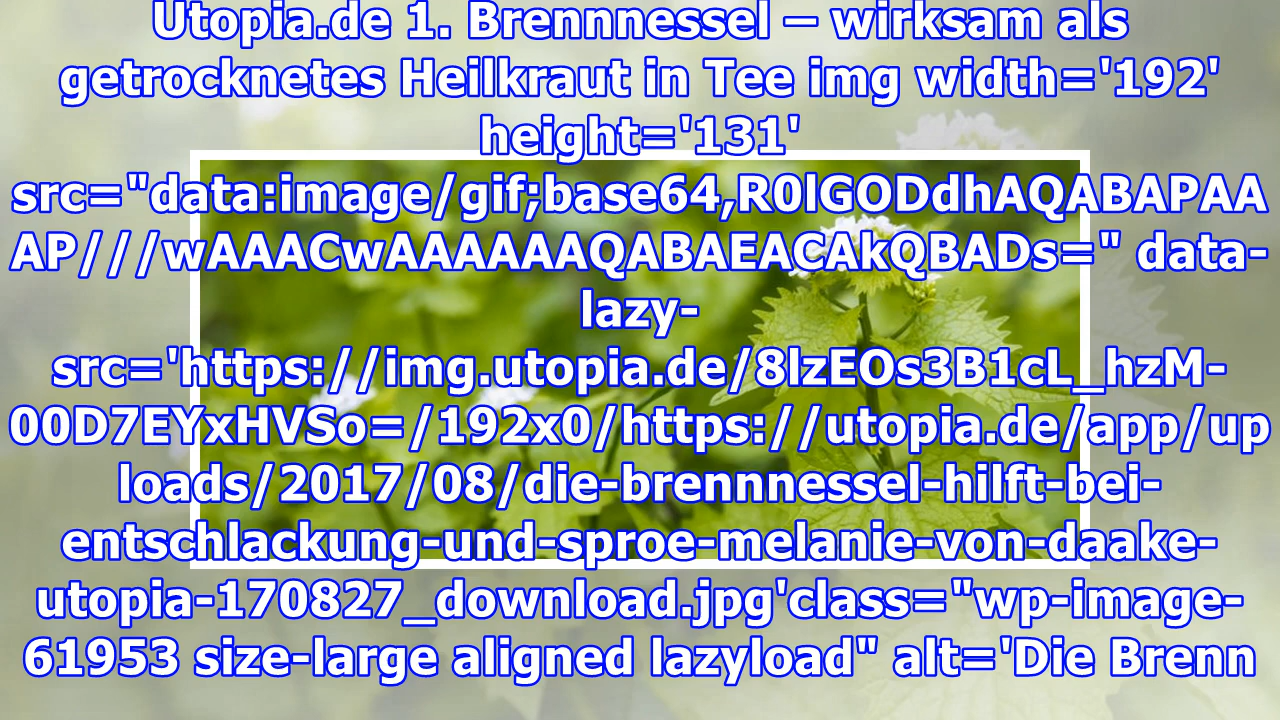 Utopia.de 1. Brennnessel – wirksam als
getrocknetes Heilkraut in Tee img width='192'
height='131'
src="data:image/gif;base64,R0lGODdhAQABAPAA
AP///wAAACwAAAAAAQABAEACAkQBADs=" data-
lazy-
src='https://img.utopia.de/8lzEOs3B1cL_hzM-
00D7EYxHVSo=/192x0/https://utopia.de/app/up
loads/2017/08/die-brennnessel-hilft-bei-
entschlackung-und-sproe-melanie-von-daake-
utopia-170827_download.jpg'class="wp-image-
61953 size-large aligned lazyload" alt='Die Brenn